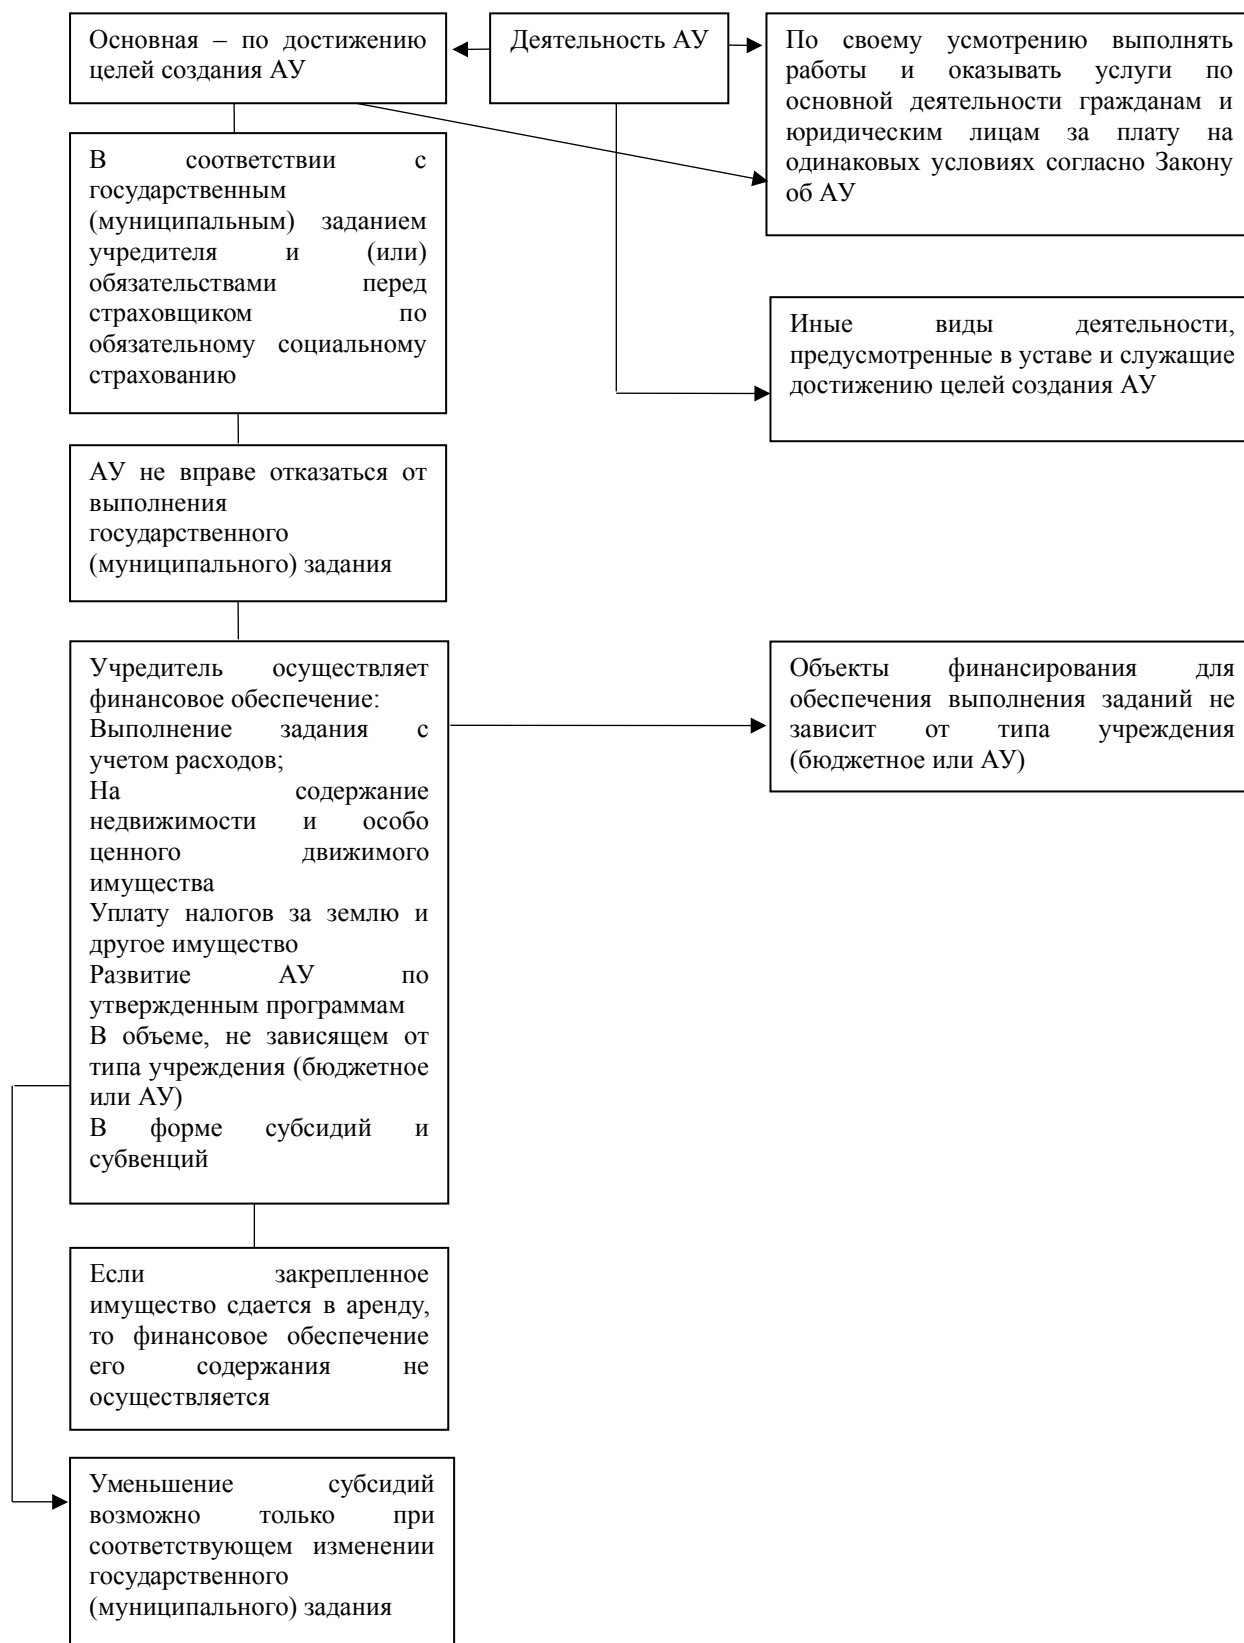 Основная – по достижению
целей создания АУ
Деятельность АУ
По своему усмотрению выполнять
работы и оказывать услуги по
основной деятельности гражданам и
юридическим лицам за плату на
одинаковых условиях согласно Закону
об АУ
В соответствии с
государственным
(муниципальным) заданием
учредителя и (или)
обязательствами перед
страховщиком по
обязательному социальному
страхованию
Иные виды деятельности,
предусмотренные в уставе и служащие
достижению целей создания АУ
АУ не вправе отказаться от
выполнения
государственного
(муниципального) задания
Учредитель осуществляет
финансовое обеспечение:
Выполнение задания с
учетом расходов;
На содержание
недвижимости и особо
ценного движимого
имущества
Уплату налогов за землю и
другое имущество
Развитие АУ по
утвержденным программам
В объеме, не зависящем от
типа учреждения (бюджетное
или АУ)
В форме субсидий и
субвенций
Объекты финансирования для
обеспечения выполнения заданий не
зависит от типа учреждения
(бюджетное или АУ)
Если закрепленное
имущество сдается в аренду,
то финансовое обеспечение
его содержания не
осуществляется
Уменьшение субсидий
возможно только при
соответствующем изменении
государственного
(муниципального) задания